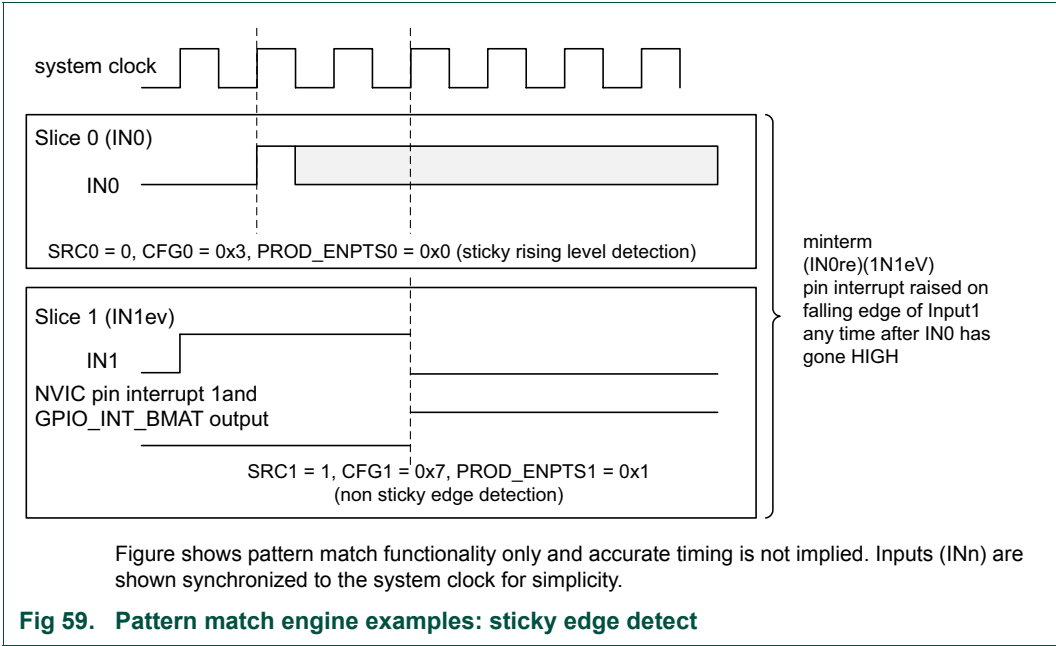 system clock
Slice 0 (IN0)
IN0
SRC0 = 0, CFG0 = 0x3, PROD_ENPTS0 = 0x0 (sticky rising level detection)
Slice 1 (IN1ev)
IN1
NVIC pin interrupt 1and
GPIO_INT_BMAT output
SRC1 = 1, CFG1 = 0x7, PROD_ENPTS1 = 0x1
(non sticky edge detection)
minterm
(IN0re)(1N1eV)
pin interrupt raised on
falling edge of Input1
any time after IN0 has
gone HIGH
Figure shows pattern match functionality only and accurate timing is not implied. Inputs (INn) are
shown synchronized to the system clock for simplicity.
Fig 59. Pattern match engine examples: sticky edge detect